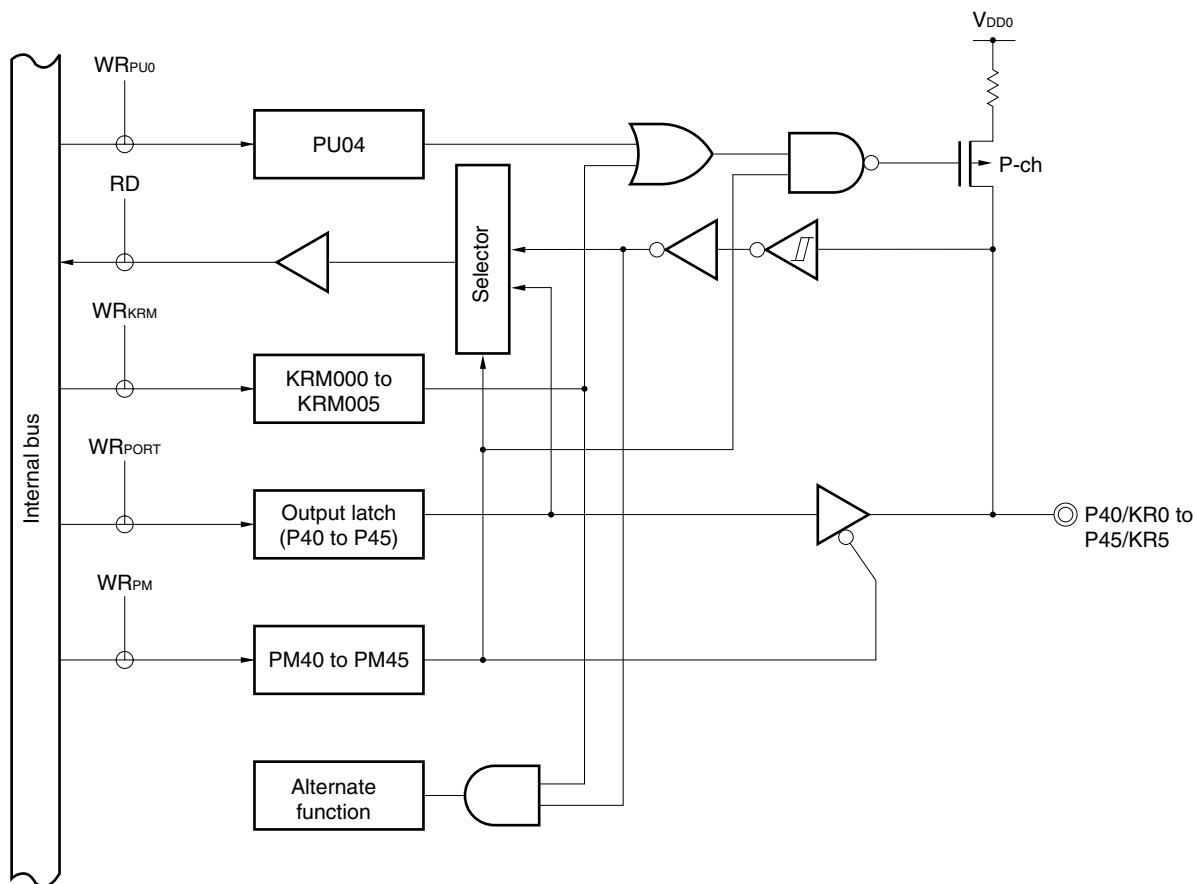 VDD0
WRPU0
PU04
P-ch
RD
Selector
WRKRM
KRM000 to
KRM005
Internal bus
WRPORT
Output latch
(P40 to P45)
P40/KR0 to
P45/KR5
WRPM
PM40 to PM45
Alternate
function